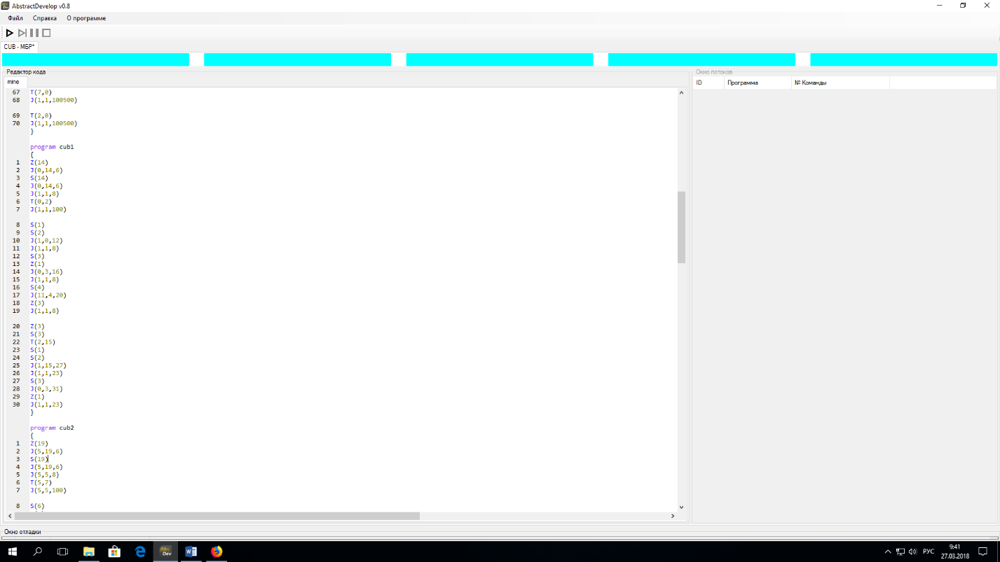 AbstractDevelop v0.8
Файл Справка О программе
CUB - МБР*
Редактор кода
Окно потоков
mine
ID Программа № Команды
67 T(7,0)
68 J(1,1,100500)
69 T(2,0)
70 J(1,1,100500)
}
program cub1
{
1 Z(14)
2 J(0,14,6)
3 S(14)
4 J(0,14,6)
5 J(1,1,8)
6 T(0,2)
7 J(1,1,100)
8 S(1)
9 S(2)
10 J(1,0,12)
11 J(1,1,8)
12 S(3)
13 Z(1)
14 J(0,3,16)
15 J(1,1,8)
16 S(4)
17 J(11,4,20)
18 Z(3)
19 J(1,1,8)
20 Z(3)
21 S(3)
22 T(2,15)
23 S(1)
24 S(2)
25 J(1,15,27)
26 J(1,1,23)
27 S(3)
28 J(0,3,31)
29 Z(1)
30 J(1,1,23)
}
program cub2
{
1 Z(19)
2 J(5,19,6)
3 S(19)
4 J(5,19,6)
5 J(5,5,8)
6 T(5,7)
7 J(5,5,100)
8 S(6)
Окно отладки
Abs Dev
РУС
9:41
27.03.2018